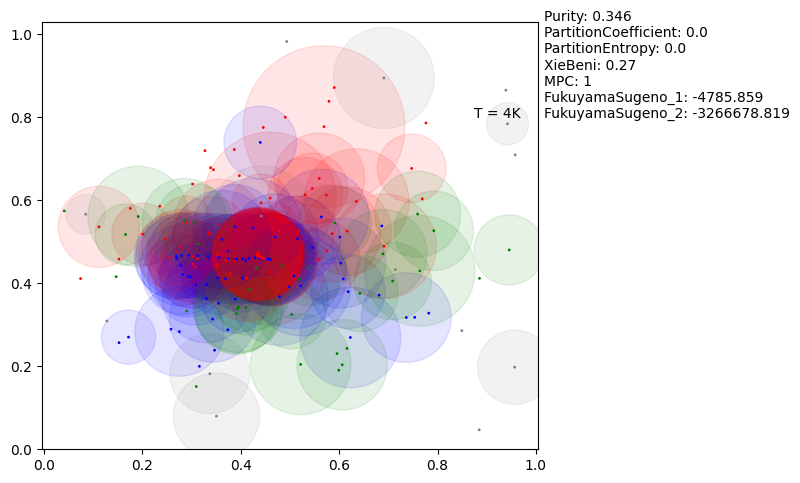 Purity: 0.346
PartitionCoefficient: 0.0
PartitionEntropy: 0.0
XieBeni: 0.27
MPC: 1
FukuyamaSugeno_1: -4785.859
FukuyamaSugeno_2: -3266678.819
T = 4K
1.0
0.8
0.6
0.4
0.2
0.0
0.0 0.2 0.4 0.6 0.8 1.0